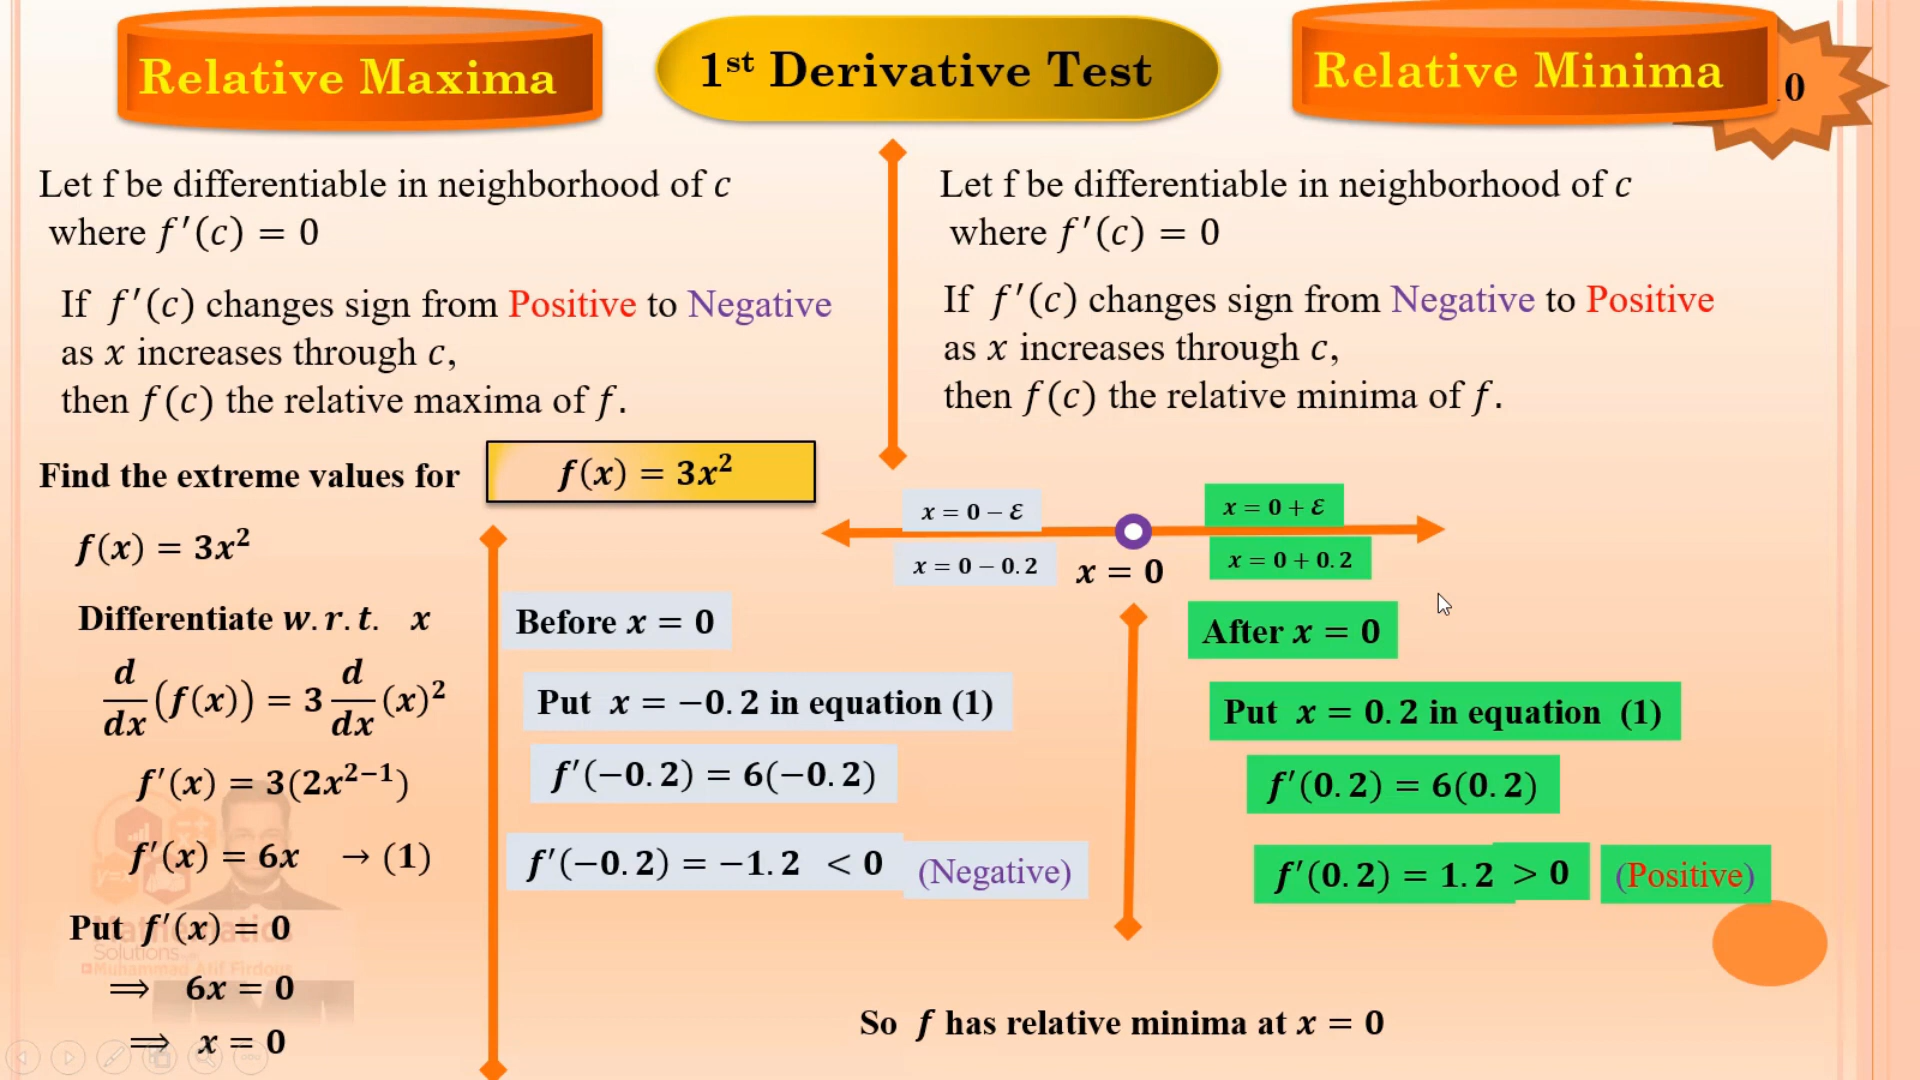 Relative Maxima
1st Derivative Test
Relative Minima
0
Let f be differentiable in neighborhood of c
where f′(c) = 0
If f′(c) changes sign from Positive to Negative
as x increases through c,
then f(c) the relative maxima of f.
Let f be differentiable in neighborhood of c
where f′(c) = 0
If f′(c) changes sign from Negative to Positive
as x increases through c,
then f(c) the relative minima of f.
Find the extreme values for f(x) = 3x²
f(x) = 3x²
Differentiate w.r.t. x
d/dx (f(x)) = 3 d/dx (x)²
f′(x) = 3(2x²⁻¹)
f′(x) = 6x → (1)
Put f′(x) = 0
⟹ 6x = 0
⟹ x = 0
x = 0 − ℰ
x = 0 + ℰ
x = 0 − 0.2
x = 0
x = 0 + 0.2
Before x = 0
Put x = −0.2 in equation (1)
f′(−0.2) = 6(−0.2)
f′(−0.2) = −1.2 < 0 (Negative)
After x = 0
Put x = 0.2 in equation (1)
f′(0.2) = 6(0.2)
f′(0.2) = 1.2 > 0 (Positive)
So f has relative minima at x = 0
Mathematics
Solutions
Muhammad Atif Firdous